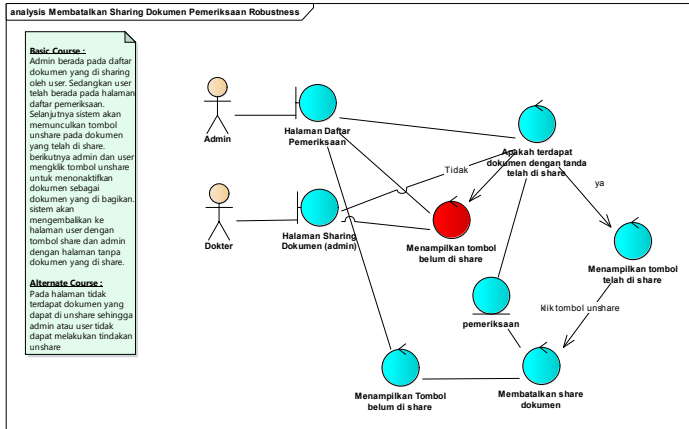 analysis Membatalkan Sharing Dokumen Pemeriksaan Robustness
Basic Course :
Admin berada pada daftar
dokumen yang di sharing
oleh user. Sedangkan user
telah berada pada halaman
daftar pemeriksaan.
Selanjutnya sistem akan
memunculkan tombol
unshare pada dokumen
yang telah di share.
berikutnya admin dan user
mengklik tombol unshare
untuk menonaktifkan
dokumen sebagai
dokumen yang di bagikan.
sistem akan
mengembalikan ke
halaman user dengan
tombol share dan admin
dengan halaman tanpa
dokumen yang di share.
Alternate Course :
Pada halaman tidak
terdapat dokumen yang
dapat di unshare sehingga
admin atau user tidak
dapat melakukan tindakan
unshare
Admin
Halaman Daftar
Pemeriksaan
Apakah terdapat
dokumen dengan tanda
telah di share
Tidak
ya
Dokter
Halaman Sharing
Dokumen (admin)
Menampilkan tombol
belum di share
Menampilkan tombol
telah di share
pemeriksaan
klik tombol unshare
Menampilkan Tombol
belum di share
Membatalkan share
dokumen